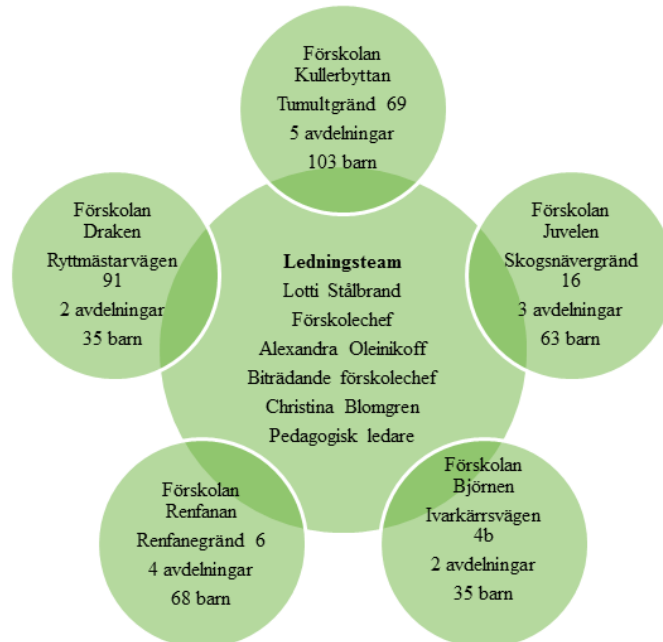 Förskolan
Kullerbyttan
Tumultgränd 69
5 avdelningar
103 barn
Förskolan
Draken
Ryttmästarvägen
91
2 avdelningar
35 barn
Ledningsteam
Lotti Stålbrand
Förskolechef
Alexandra Oleinikoff
Biträdande förskolechef
Christina Blomgren
Pedagogisk ledare
Förskolan
Juvelen
Skogsnävergränd
16
3 avdelningar
63 barn
Förskolan
Renfanan
Renfanegränd 6
4 avdelningar
68 barn
Förskolan
Björnen
Ivarkärrsvägen
4b
2 avdelningar
35 barn